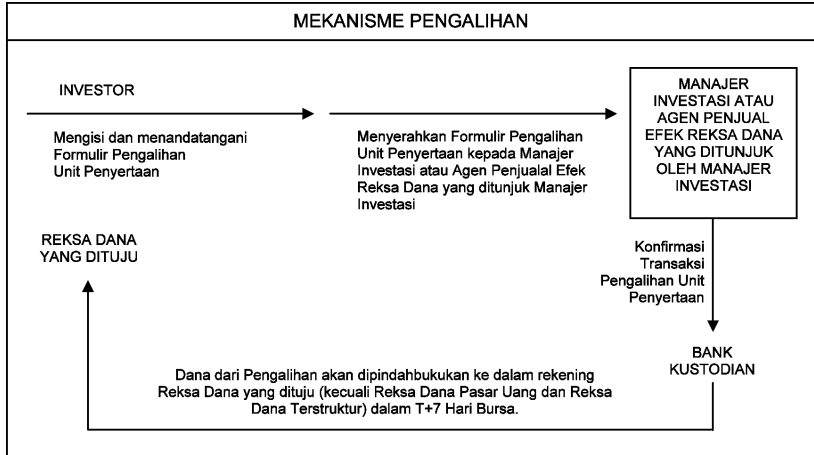 MEKANISME PENGALIHAN
INVESTOR
Mengisi dan menandatangani
Formulir Pengalihan
Unit Penyertaan
Menyerahkan Formulir Pengalihan
Unit Penyertaan kepada Manajer
Investasi atau Agen Penjualal Efek
Reksa Dana yang ditunjuk Manajer
Investasi
MANAJER
INVESTASI ATAU
AGEN PENJUAL
EFEK REKSA DANA
YANG DITUNJUK
OLEH MANAJER
INVESTASI
Konfirmasi
Transaksi
Pengalihan Unit
Penyertaan
BANK
KUSTODIAN
Dana dari Pengalihan akan dipindahbukukan ke dalam rekening
Reksa Dana yang dituju (kecuali Reksa Dana Pasar Uang dan Reksa
Dana Terstruktur) dalam T+7 Hari Bursa.
REKSA DANA
YANG DITUJU